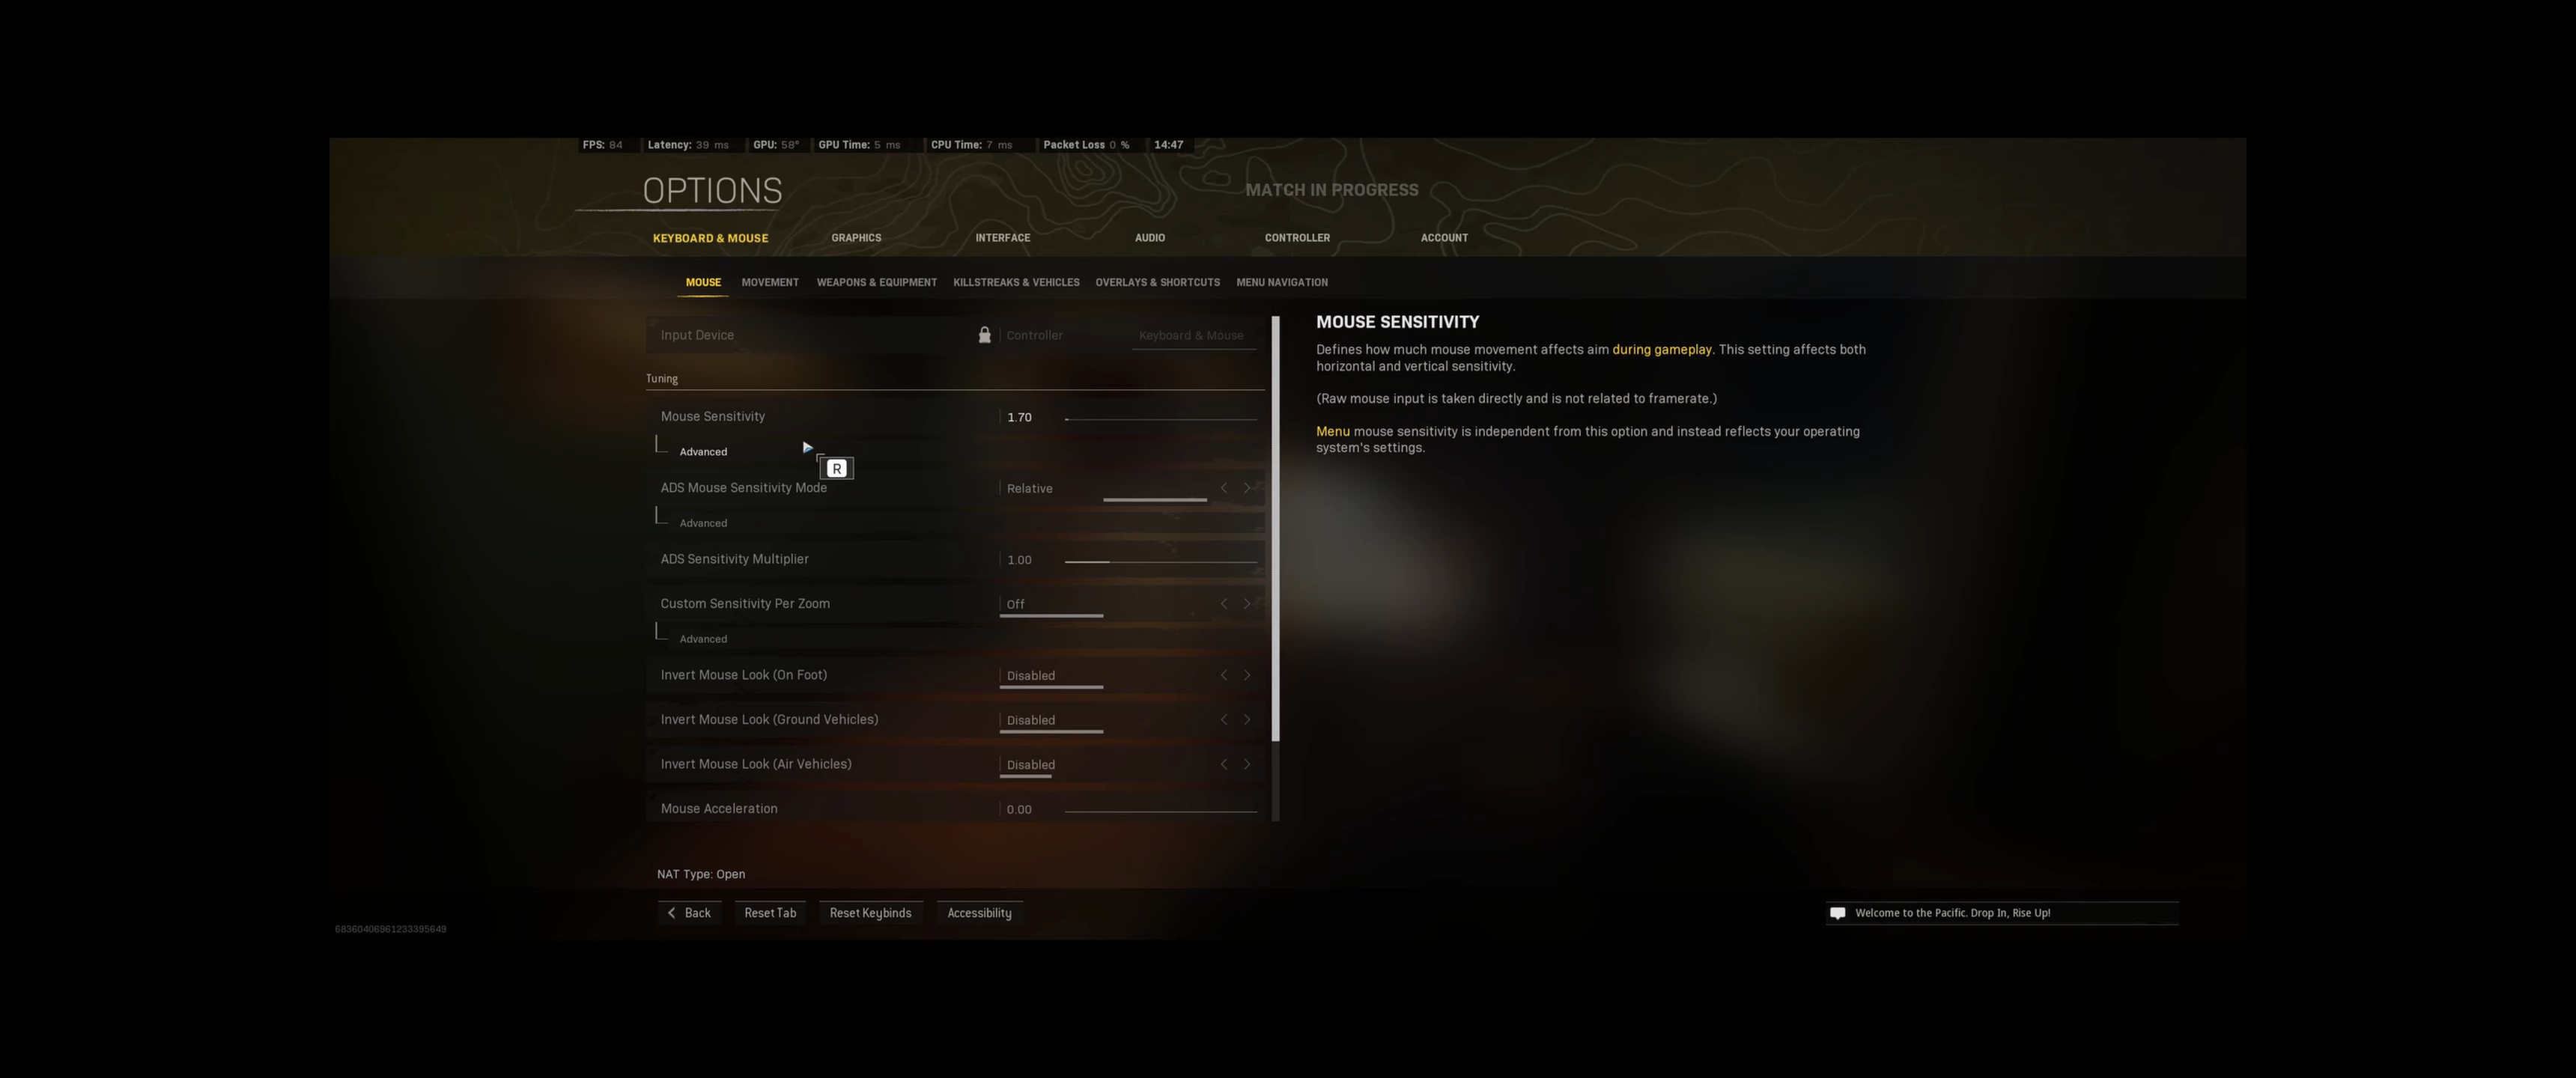 FPS: 84 Latency: 39 ms GPU: 58° GPU Time: 5 ms CPU Time: 7 ms Packet Loss 0 % 14:47
OPTIONS
MATCH IN PROGRESS
KEYBOARD & MOUSE GRAPHICS INTERFACE AUDIO CONTROLLER ACCOUNT
MOUSE MOVEMENT WEAPONS & EQUIPMENT KILLSTREAKS & VEHICLES OVERLAYS & SHORTCUTS MENU NAVIGATION
Input Device Controller Keyboard & Mouse
Tuning
Mouse Sensitivity 1.70
Advanced
R
ADS Mouse Sensitivity Mode Relative
Advanced
ADS Sensitivity Multiplier 1.00
Custom Sensitivity Per Zoom Off
Advanced
Invert Mouse Look (On Foot) Disabled
Invert Mouse Look (Ground Vehicles) Disabled
Invert Mouse Look (Air Vehicles) Disabled
Mouse Acceleration 0.00
MOUSE SENSITIVITY
Defines how much mouse movement affects aim during gameplay. This setting affects both
horizontal and vertical sensitivity.
(Raw mouse input is taken directly and is not related to framerate.)
Menu mouse sensitivity is independent from this option and instead reflects your operating
system's settings.
NAT Type: Open
Back Reset Tab Reset Keybinds Accessibility
Welcome to the Pacific. Drop In, Rise Up!
68360406961233395649